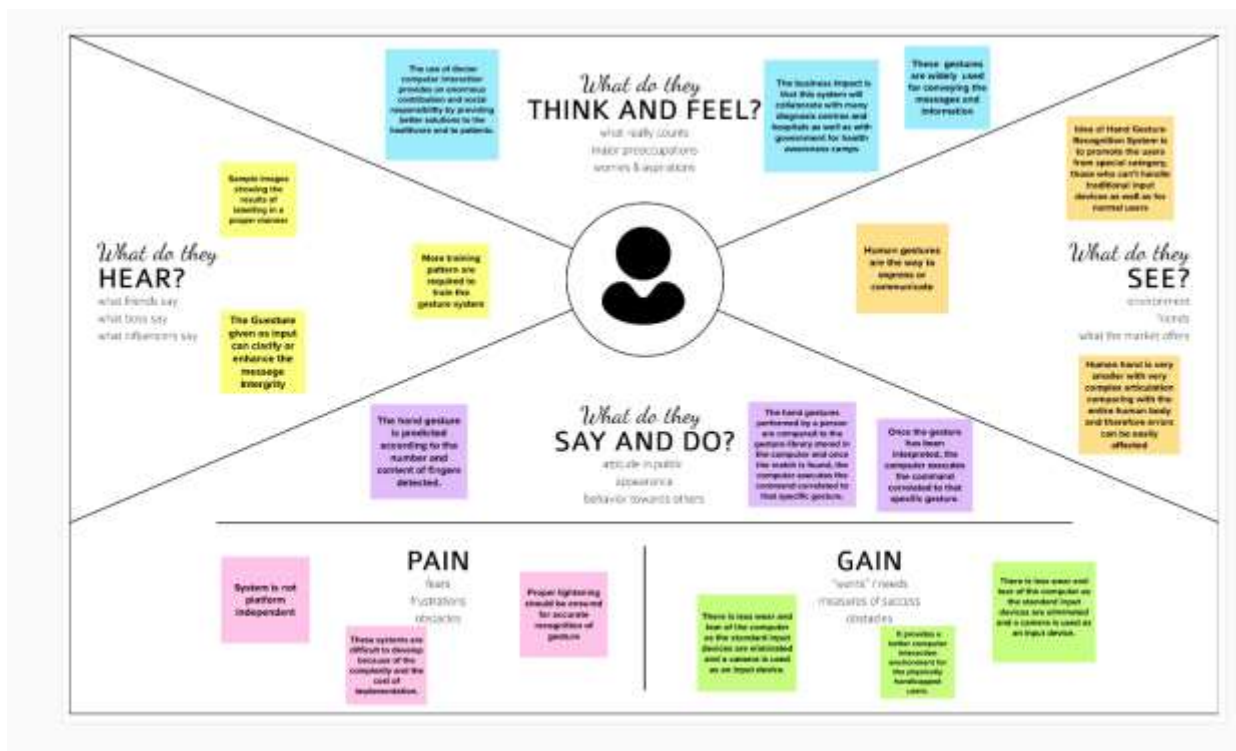 The use of doctor
computer interaction
provides an enormous
contribution and social
responsibility by providing
better solutions to the
healthcare and to patients.
What do they
THINK AND FEEL?
what really counts
major preoccupations
worries & aspirations
The business impact is
that this system will
collaborate with many
diagnosis centres and
hospitals as well as with
government for health
awareness camps
These gestures
are widely used
for conveying the
messages and
information
Sample images
showing the
results of
labelling in a
proper manner
What do they
HEAR?
what friends say
what boss say
what influencers say
More training
pattern are
required to
train the
gesture system
The Guesture
given as input
can clarify or
enhance the
message
intergrity
Idea of Hand Gesture
Recognition System is
to promote the users
from special category,
those who can't handle
traditional input
devices as well as
normal users
Human gestures
are the way to
express or
communicate
What do they
SEE?
environment
friends
what the market offers
Human hand is very
smaller with very
complex articulation
comparing with the
entire human body
and therefore errors
can be easily
affected
The hand gesture
is predicted
according to the
number and
content of fingers
detected.
What do they
SAY AND DO?
attitude in public
appearance
behavior towards others
The hand gestures
performed by a person
are compared to the
gesture library stored in
the computer and once
the match is found, the
computer executes the
command correlated to
that specific gesture.
Once the gesture
has been
interpreted, the
computer executes
the command
correlated to that
specific gesture.
PAIN
fears
frustrations
obstacles
System is not
platform
independent
These systems are
difficult to develop
because of the
complexity and the
cost of
implementation.
Proper lightening
should be ensured
for accurate
recognition of
gesture
GAIN
"wants" / needs
measures of success
obstacles
There is less wear and
tear of the computer
as the standard input
devices are eliminated
and a camera is used
as an input device.
It provides a
better computer
interactive
environment for
the physically
handicapped
users
There is less wear and
tear of the computer as
the standard input
devices are eliminated
and a camera is used as
an input device.